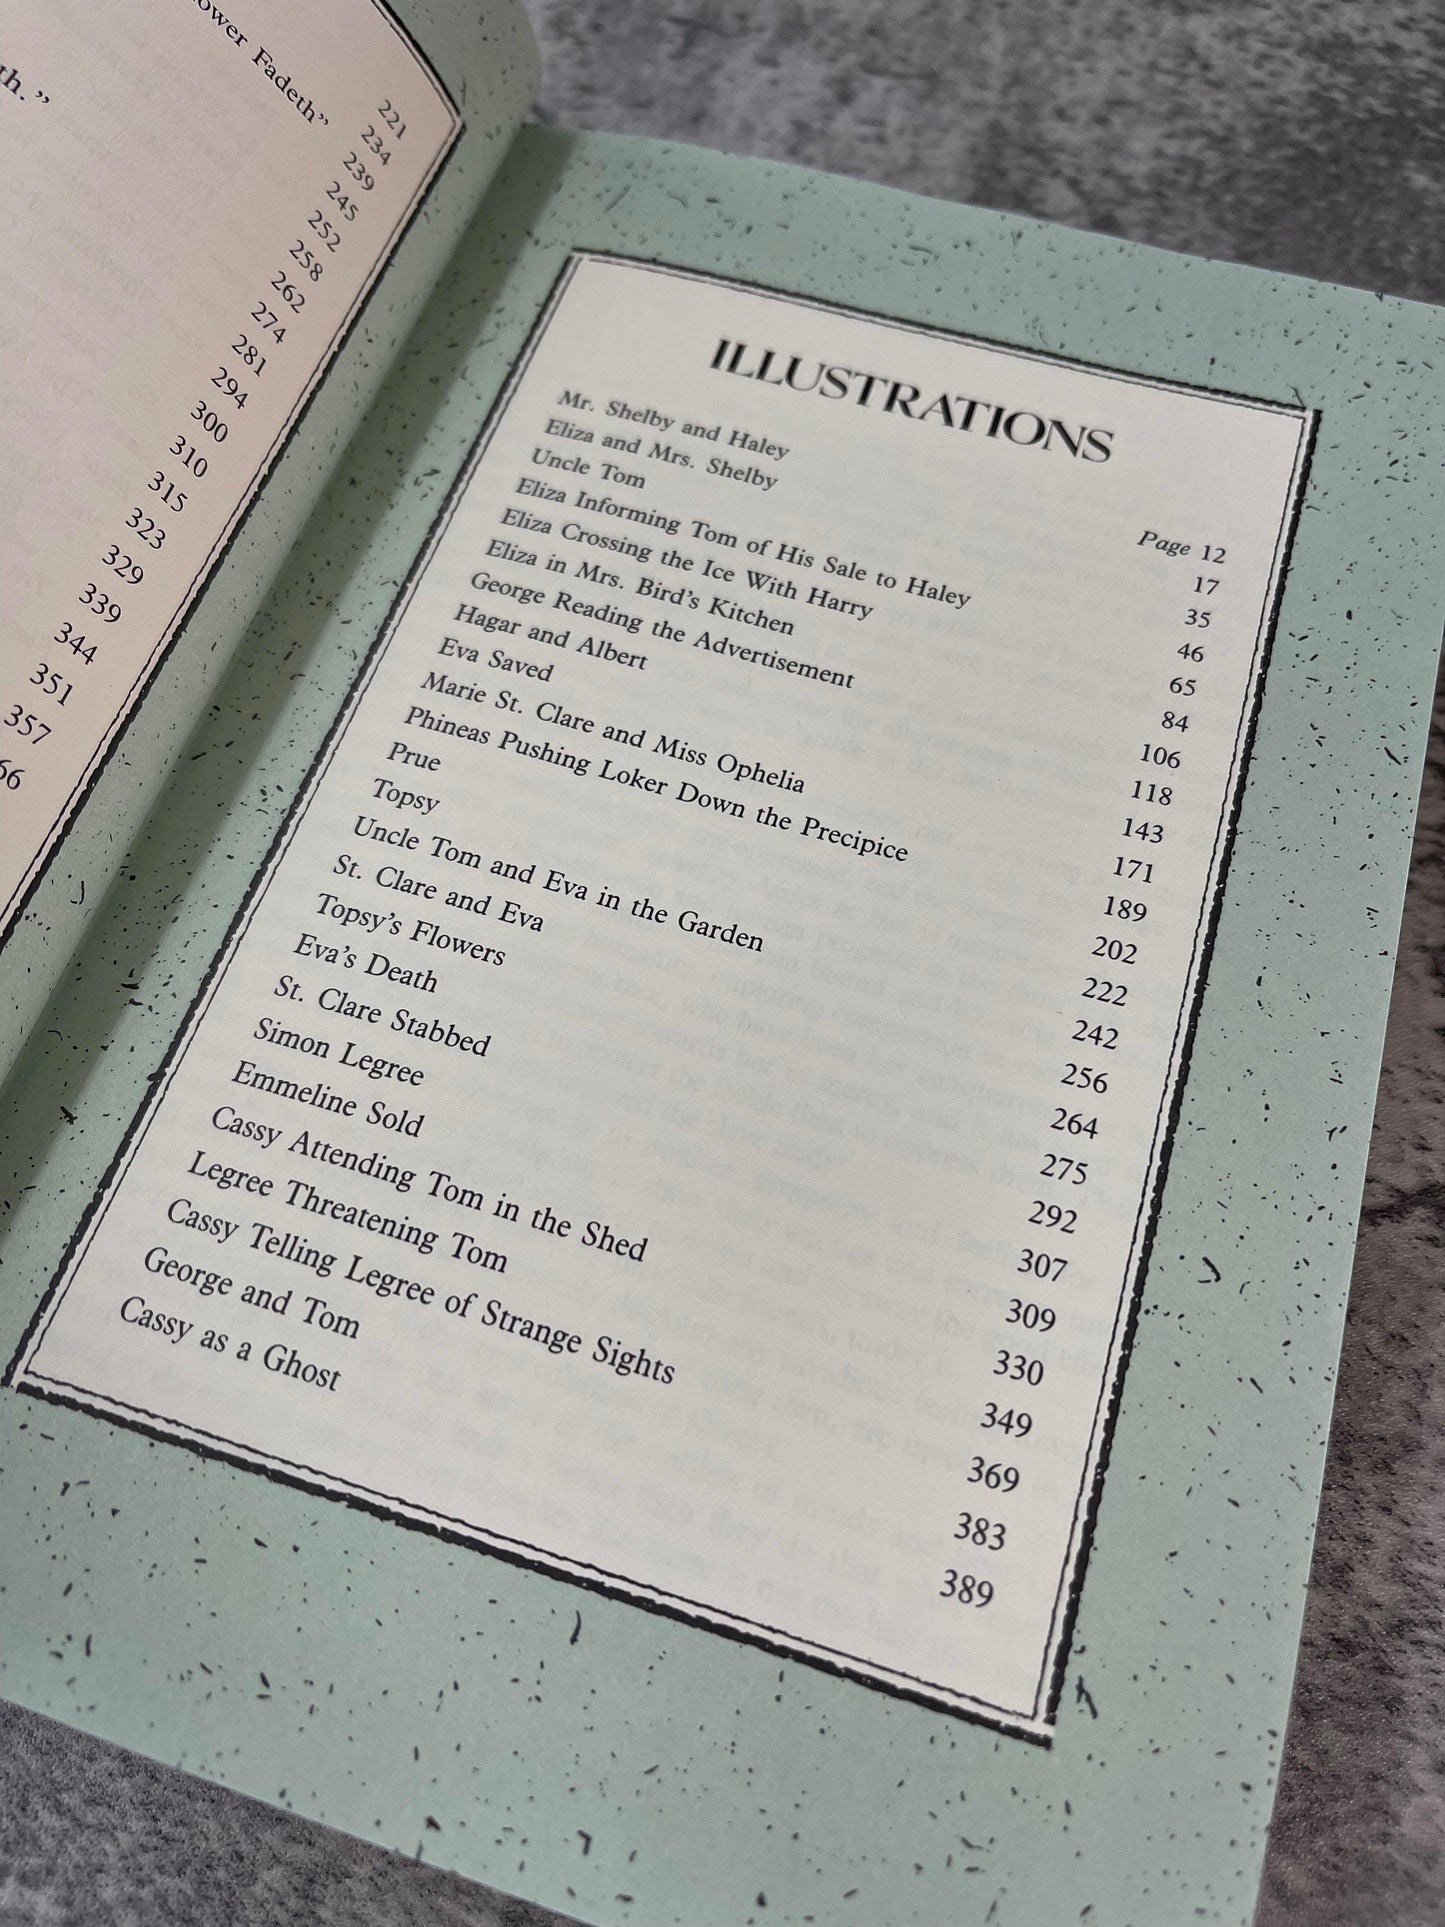 Fadeth”
221
234
239
245
252
258
262
274
281
294
300
310
315
323
329
339
344
351
357
ILLUSTRATIONS
Mr. Shelby and Haley Page 12
Eliza and Mrs. Shelby 17
Uncle Tom 35
Eliza Informing Tom of His Sale to Haley 46
Eliza Crossing the Ice With Harry 65
Eliza in Mrs. Bird’s Kitchen 84
George Reading the Advertisement 106
Hagar and Albert 118
Eva Saved 143
Marie St. Clare and Miss Ophelia 171
Phineas Pushing Loker Down the Precipice 189
Prue 202
Topsy 222
Uncle Tom and Eva in the Garden 242
St. Clare and Eva 256
Topsy’s Flowers 264
Eva’s Death 275
St. Clare Stabbed 292
Simon Legree 307
Emmeline Sold 309
Cassy Attending Tom in the Shed 330
Legree Threatening Tom 349
Cassy Telling Legree of Strange Sights 369
George and Tom 383
Cassy as a Ghost 389